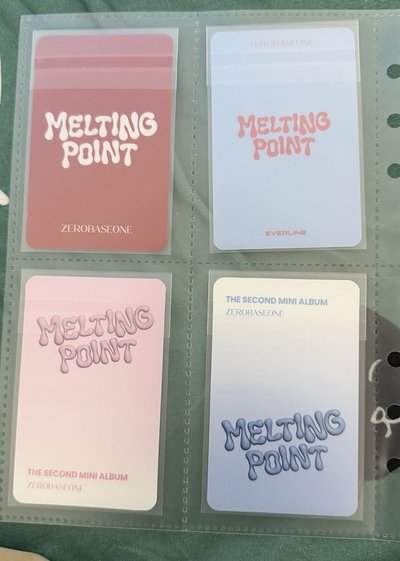 MELTING
POINT
ZEROBASEONE
ZEROBASEONE
MELTING
POINT
EVERLINE
MELTING
POINT
THE SECOND MINI ALBUM
ZEROBASEONE
THE SECOND MINI ALBUM
ZEROBASEONE
MELTING
POINT